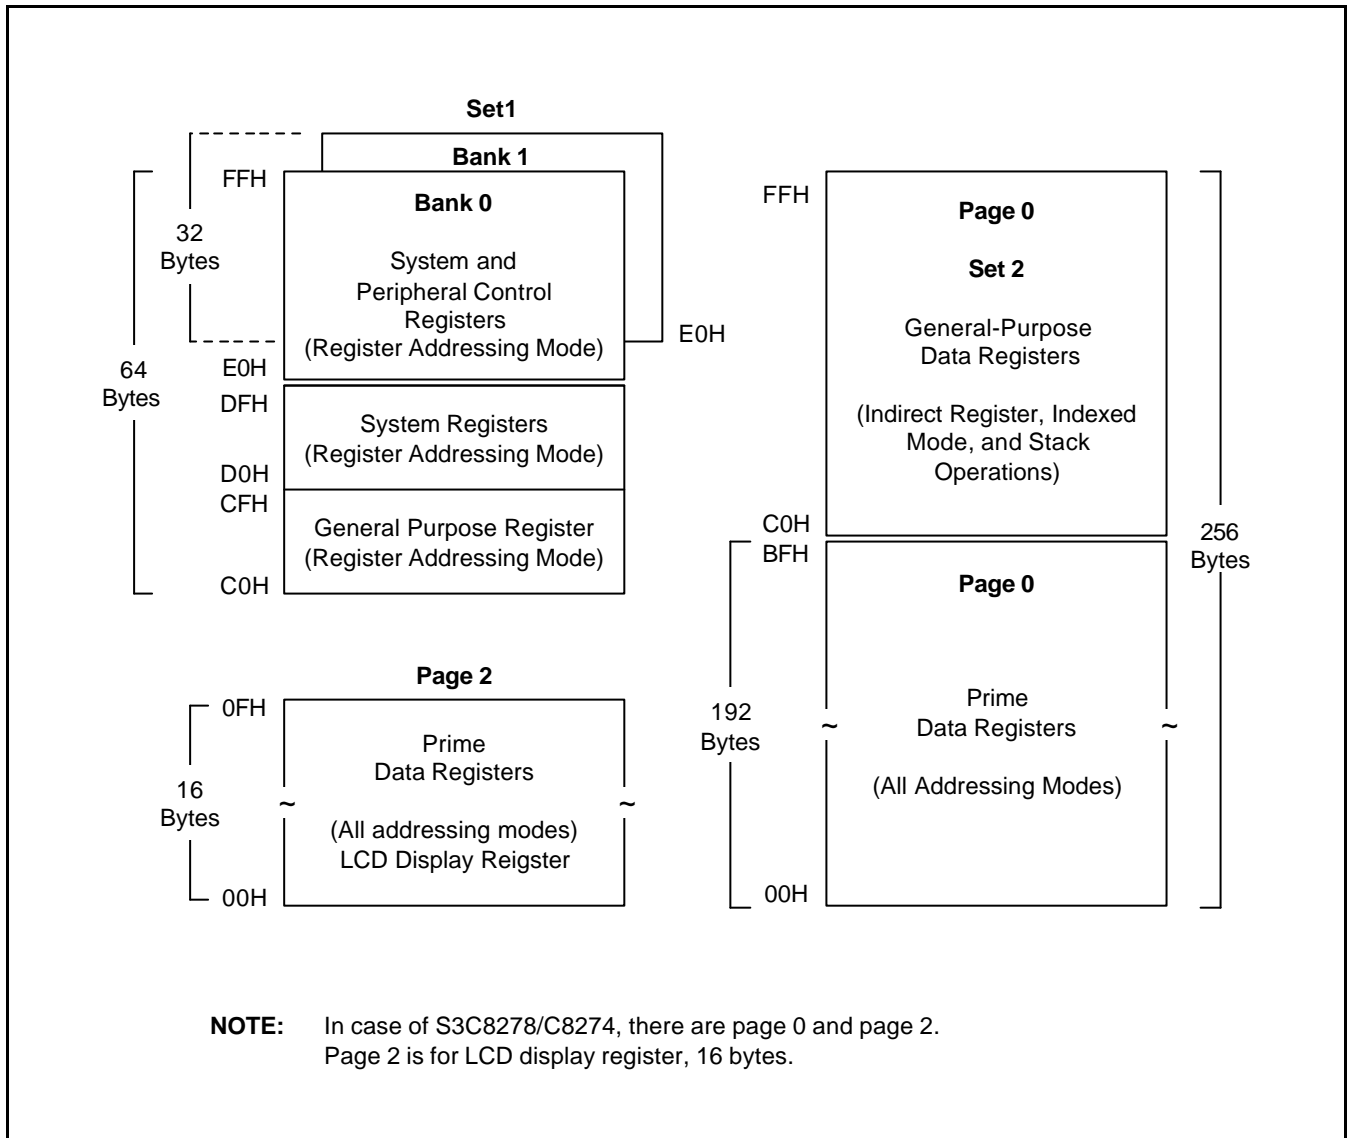 Set1
Bank 1
FFH
Bank 0
32
Bytes
System and
Peripheral Control
Registers
(Register Addressing Mode)
E0H
E0H
64
Bytes
DFH
System Registers
(Register Addressing Mode)
D0H
CFH
General Purpose Register
(Register Addressing Mode)
C0H
Page 2
0FH
Prime
Data Registers
16
Bytes
~
~
(All addressing modes)
LCD Display Reigster
00H
FFH
Page 0
Set 2
General-Purpose
Data Registers
(Indirect Register, Indexed
Mode, and Stack
Operations)
C0H
256
Bytes
BFH
Page 0
192
Bytes
Prime
Data Registers
~
~
(All Addressing Modes)
00H
NOTE: In case of S3C8278/C8274, there are page 0 and page 2.
Page 2 is for LCD display register, 16 bytes.